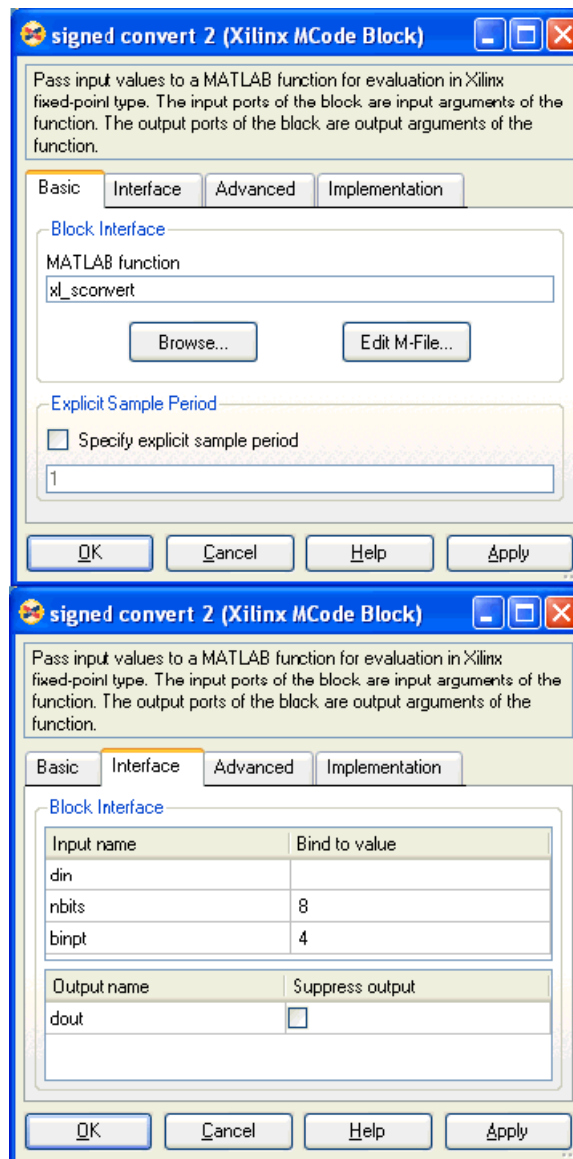 signed convert 2 (Xilinx MCode Block)
Pass input values to a MATLAB function for evaluation in Xilinx
fixed-point type. The input ports of the block are input arguments of the
function. The output ports of the block are output arguments of the
function.
Basic Interface Advanced Implementation
Block Interface
MATLAB function
xl_sconvert
Browse... Edit M-File...
Explicit Sample Period
Specify explicit sample period
1
OK Cancel Help Apply
signed convert 2 (Xilinx MCode Block)
Pass input values to a MATLAB function for evaluation in Xilinx
fixed-point type. The input ports of the block are input arguments of the
function. The output ports of the block are output arguments of the
function.
Basic Interface Advanced Implementation
Block Interface
Input name Bind to value
din
nbits 8
binpt 4
Output name Suppress output
dout
OK Cancel Help Apply